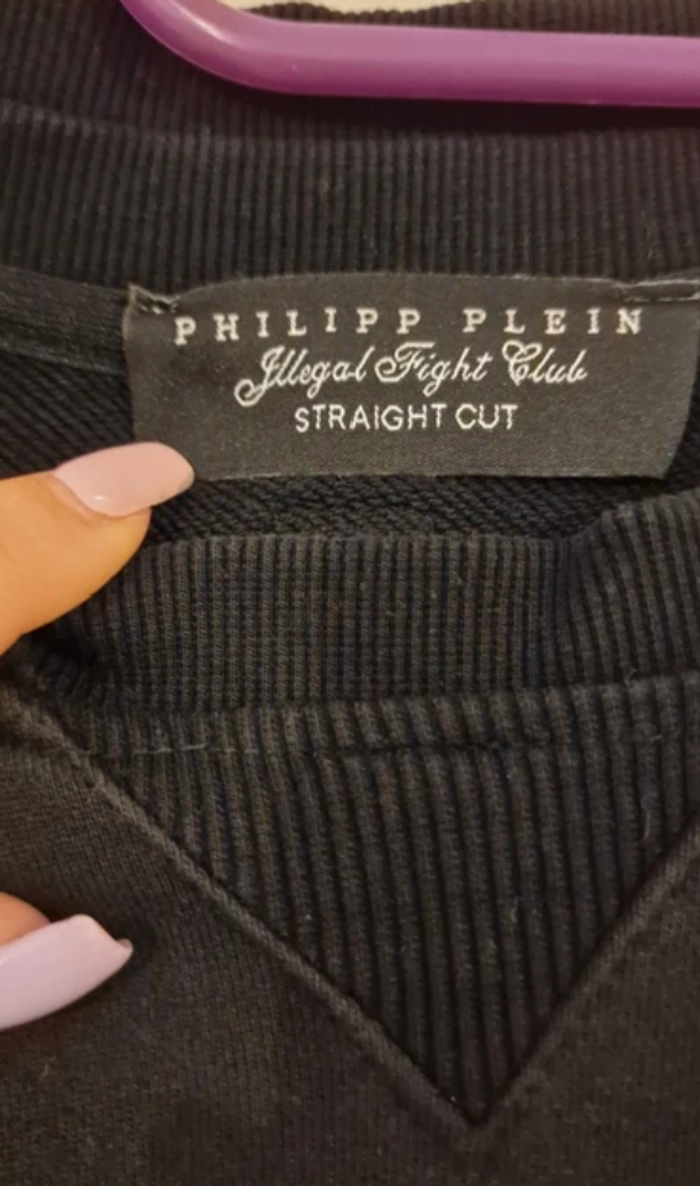 PHILIPP PLEIN
Illegal Fight Club
STRAIGHT CUT